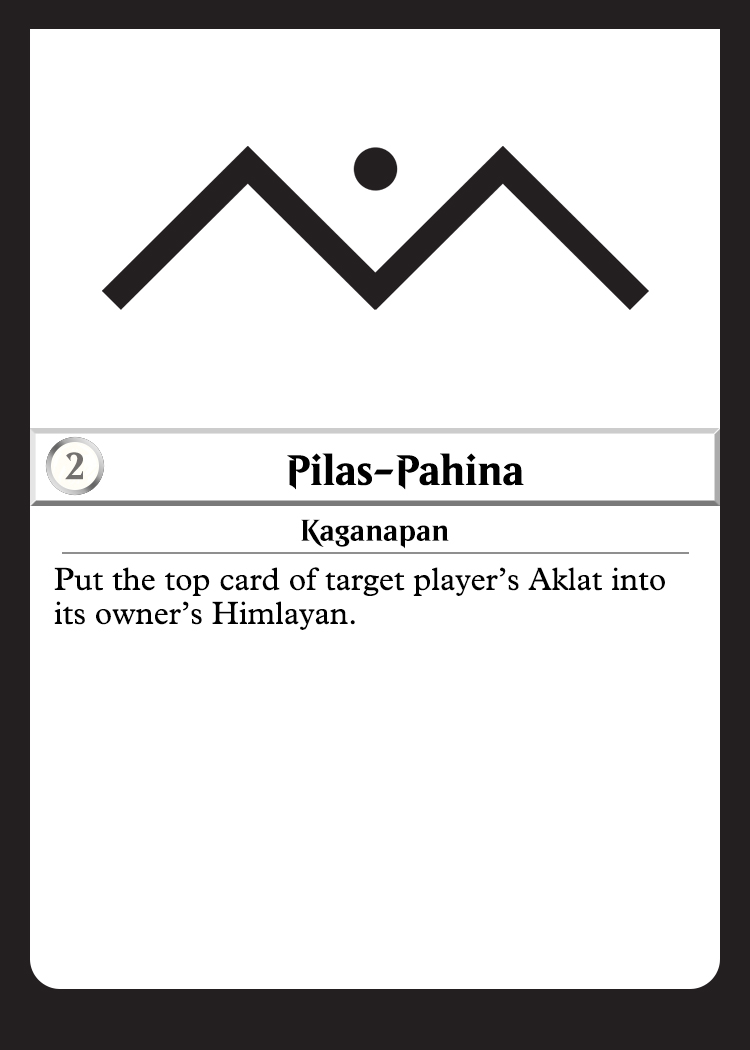 2
Pilas-Pahina
Kaganapan
Put the top card of target player’s Aklat into
its owner’s Himlayan.